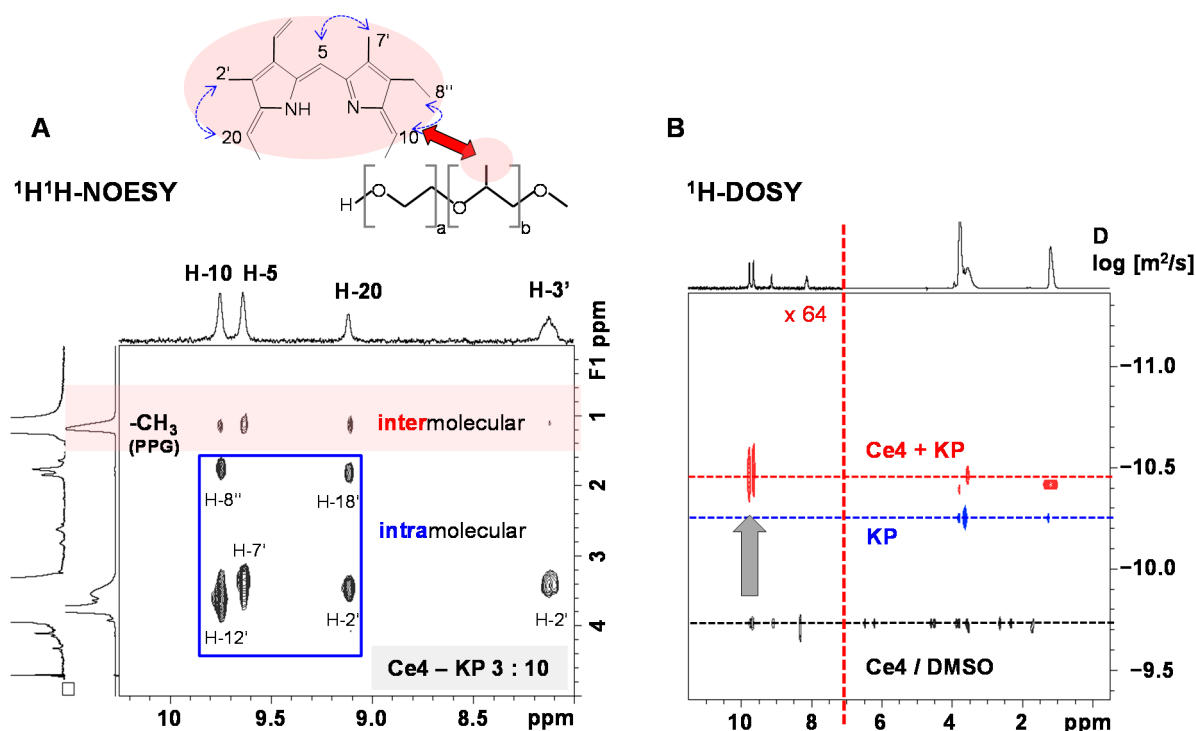 5
7'
2'
8''
NH
N
20
10
A
B
¹H¹H-NOESY
¹H-DOSY
H
O
O
O
a
b
D
log [m²/s]
H-10
H-5
H-20
H-3’
F1 ppm
x 64
-CH₃
(PPG)
intermolecular
1
H-8''
H-18'
2
intramolecular
H-7'
3
H-12'
H-2'
H-2'
4
Ce4 – KP 3 : 10
10
9.5
9.0
8.5
ppm
−11.0
Ce4 + KP
−10.5
KP
−10.0
Ce4 / DMSO
−9.5
10
8
6
4
2
ppm